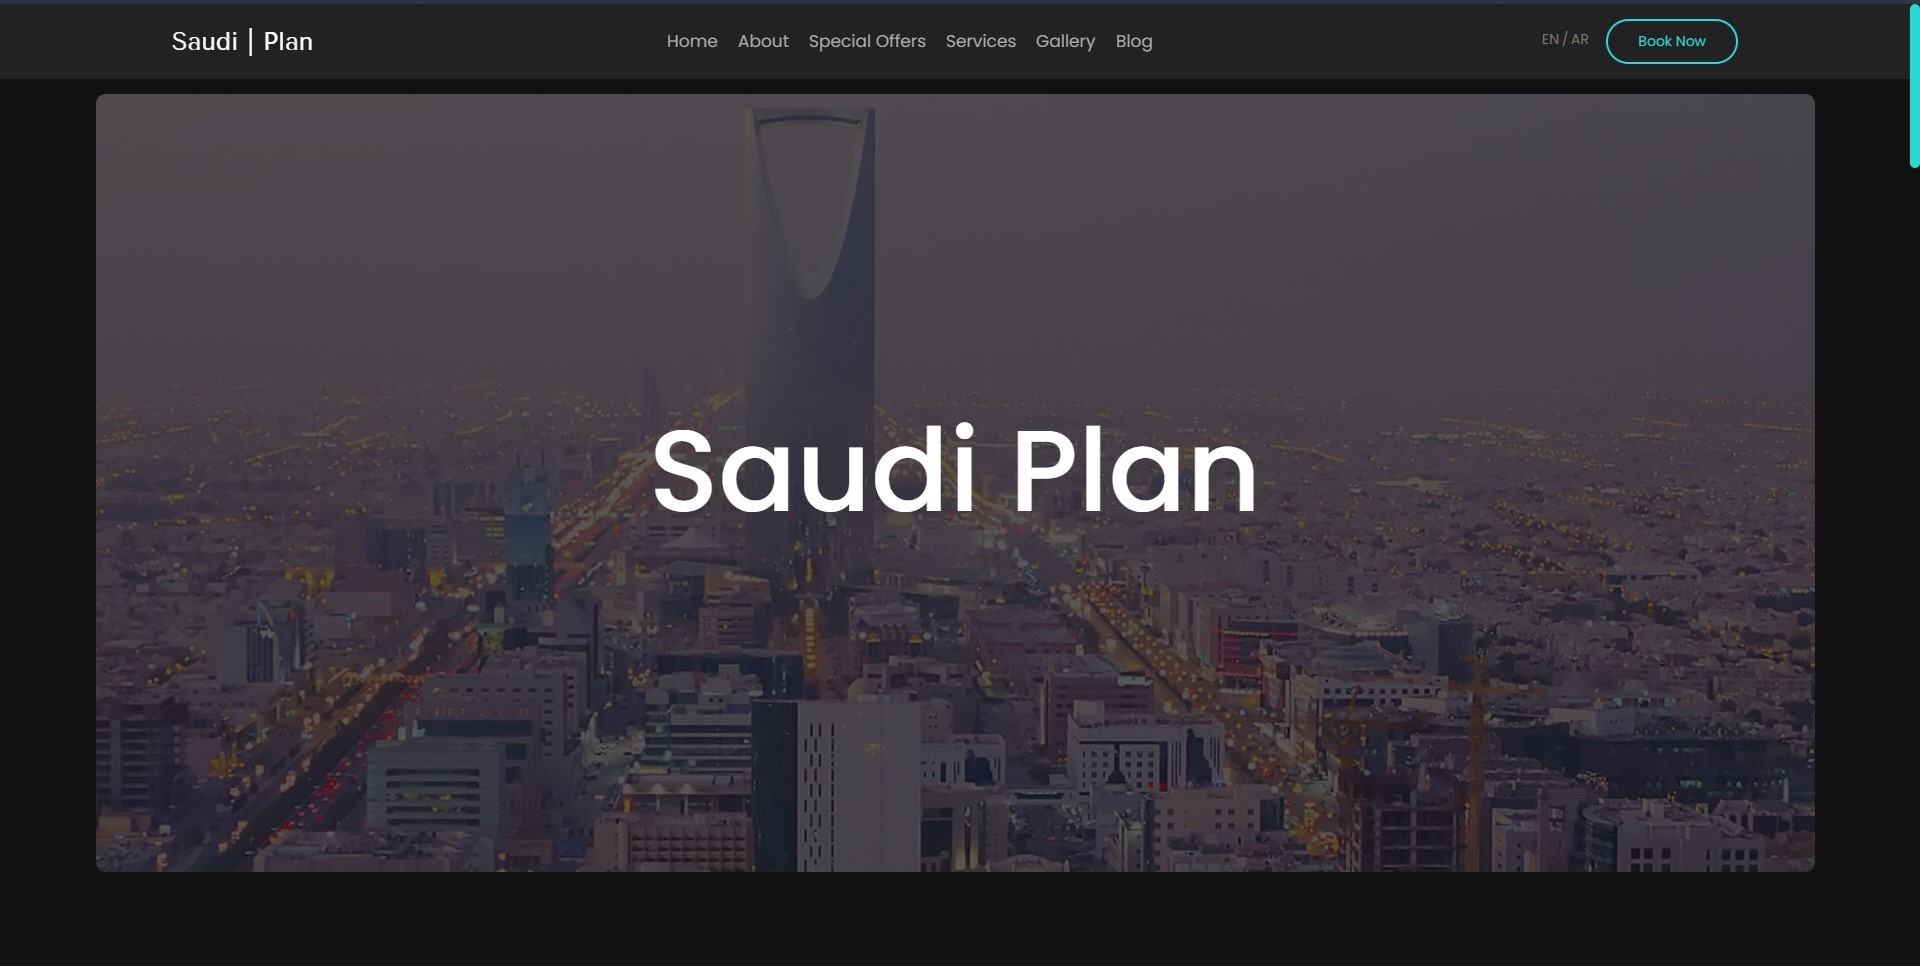 Saudi | Plan
Home About Special Offers Services Gallery Blog
EN / AR
Book Now
Saudi Plan